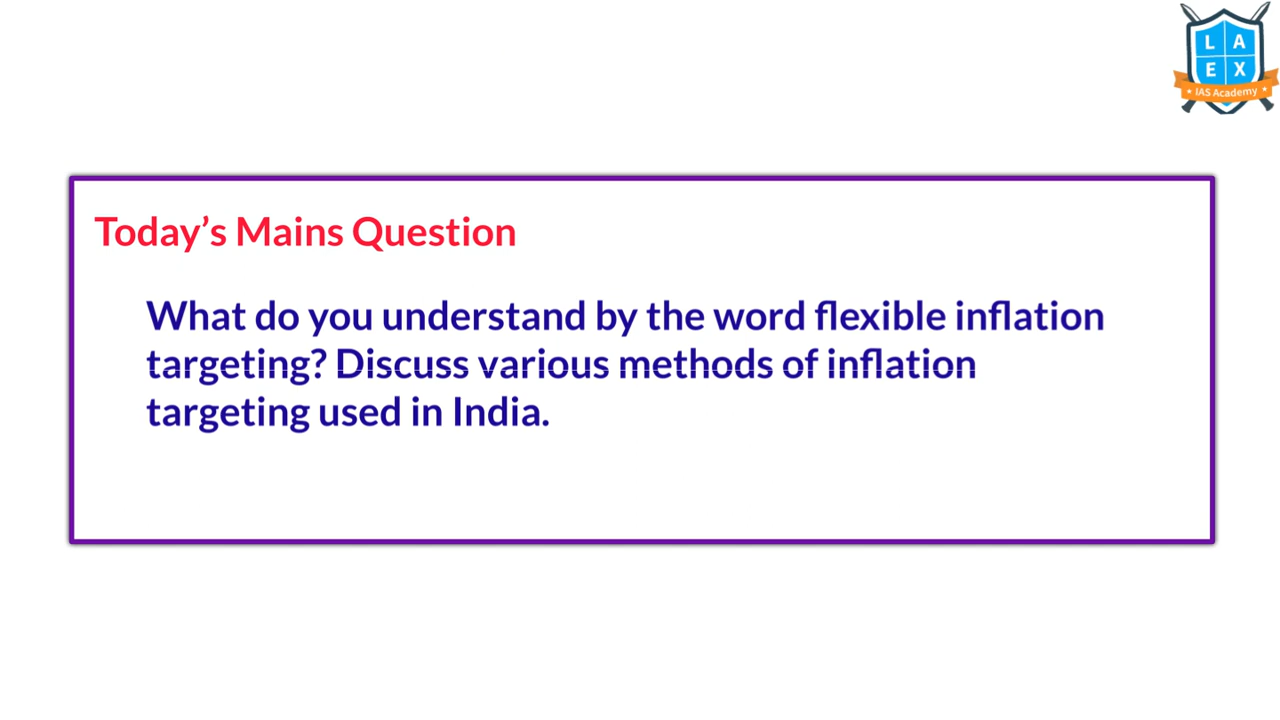 L A
E X
IAS Academy
Today's Mains Question
What do you understand by the word flexible inflation
targeting? Discuss various methods of inflation
targeting used in India.